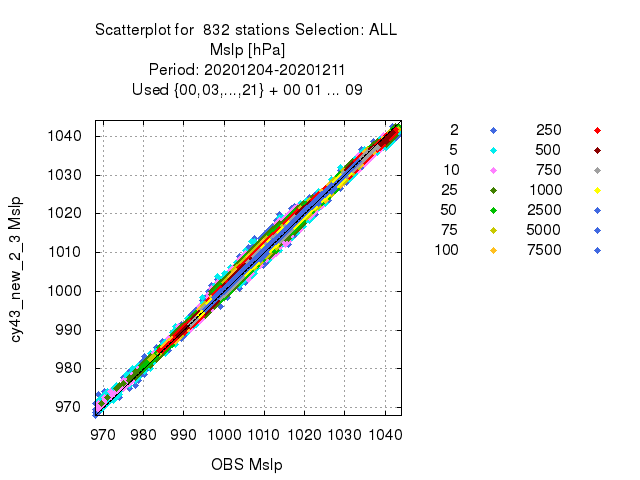 Scatterplot for 832 stations Selection: ALL
Mslp [hPa]
Period: 20201204-20201211
Used {00,03,...,21} + 00 01 ... 09
cy43_new_2_3 Mslp
1040
1030
1020
1010
1000
990
980
970
970 980 990 1000 1010 1020 1030 1040
OBS Mslp
2 250
5 500
10 750
25 1000
50 2500
75 5000
100 7500